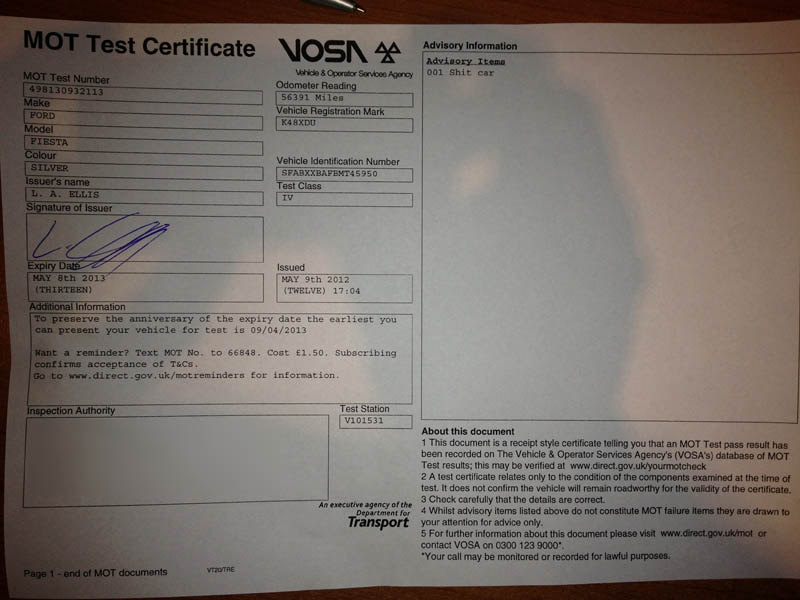 MOT Test Certificate
VOSA
Vehicle & Operator Services Agency
MOT Test Number
498130932113
Make
FORD
Model
FIESTA
Colour
SILVER
Issuer's name
L. A. ELLIS
Signature of Issuer
Expiry Date
MAY 8th 2013
(THIRTEEN)
Odometer Reading
56391 Miles
Vehicle Registration Mark
K48XDU
Vehicle Identification Number
SFABXXBAFBMT45950
Test Class
IV
Issued
MAY 9th 2012
(TWELVE) 17:04
Additional Information
To preserve the anniversary of the expiry date the earliest you
can present your vehicle for test is 09/04/2013
Want a reminder? Text MOT No. to 66848. Cost £1.50. Subscribing
confirms acceptance of T&Cs.
Go to www.direct.gov.uk/motreminders for information.
Inspection Authority
Test Station
V101531
An executive agency of the
Department for
Transport
Page 1 - end of MOT documents
VT20/TRE
Advisory Information
Advisory Items
001 Shit car
About this document
1 This document is a receipt style certificate telling you that an MOT Test pass result has
been recorded on The Vehicle & Operator Services Agency's (VOSA's) database of MOT
Test results; this may be verified at www.direct.gov.uk/yourmotcheck
2 A test certificate relates only to the condition of the components examined at the time of
test. It does not confirm the vehicle will remain roadworthy for the validity of the certificate.
3 Check carefully that the details are correct.
4 Whilst advisory items listed above do not constitute MOT failure items they are drawn to
your attention for advice only.
5 For further information about this document please visit www.direct.gov.uk/mot or
contact VOSA on 0300 123 9000*.
*Your call may be monitored or recorded for lawful purposes.